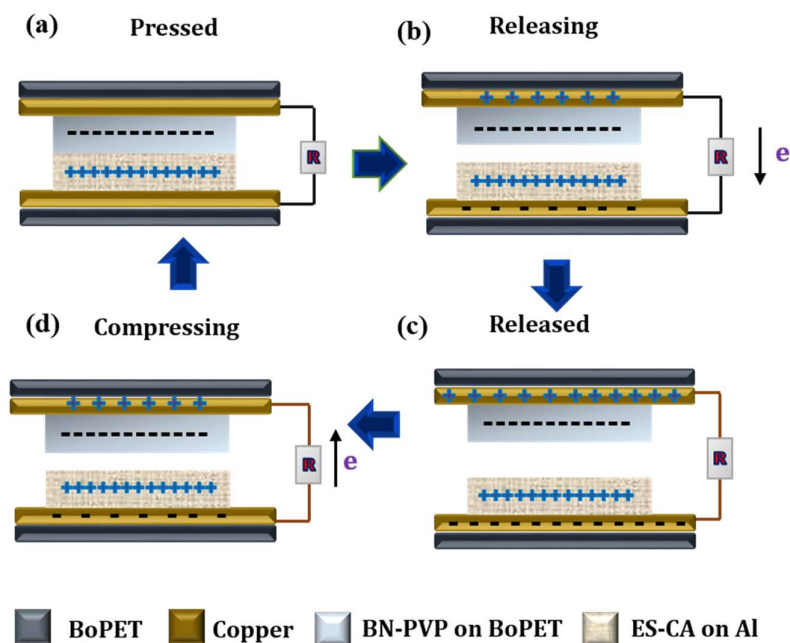 (a) Pressed
(b) Releasing
R
R
e
(d) Compressing
(c) Released
R
e
R
BoPET Copper BN-PVP on BoPET ES-CA on Al